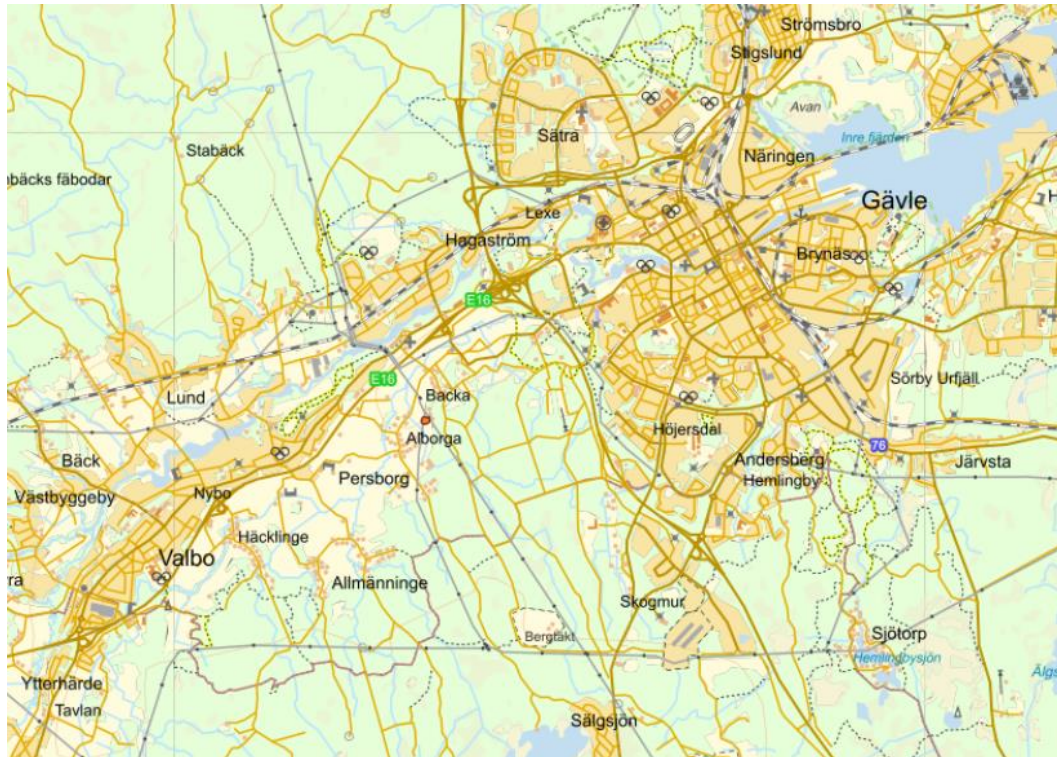 Strömsbro
Stigslund
Avan
Sätra
Inre fjärden
Stabäck
Näringen
bäcks fäbodar
Gävle
Lexe
Hagaström
Brynäs
E16
E16
Sörby Urfjäll
Backa
Lund
Höjersdal
Alborga
76
Bäck
Andersberg
Järvsta
Persborg
Hemlingby
Västbyggeby
Nybo
Häcklinge
Valbo
Allmänninge
Skogmur
Sjötorp
Bergtäkt
Hemlingbysjön
Älgs
Ytterhärde
Tavlan
Sälgsjön